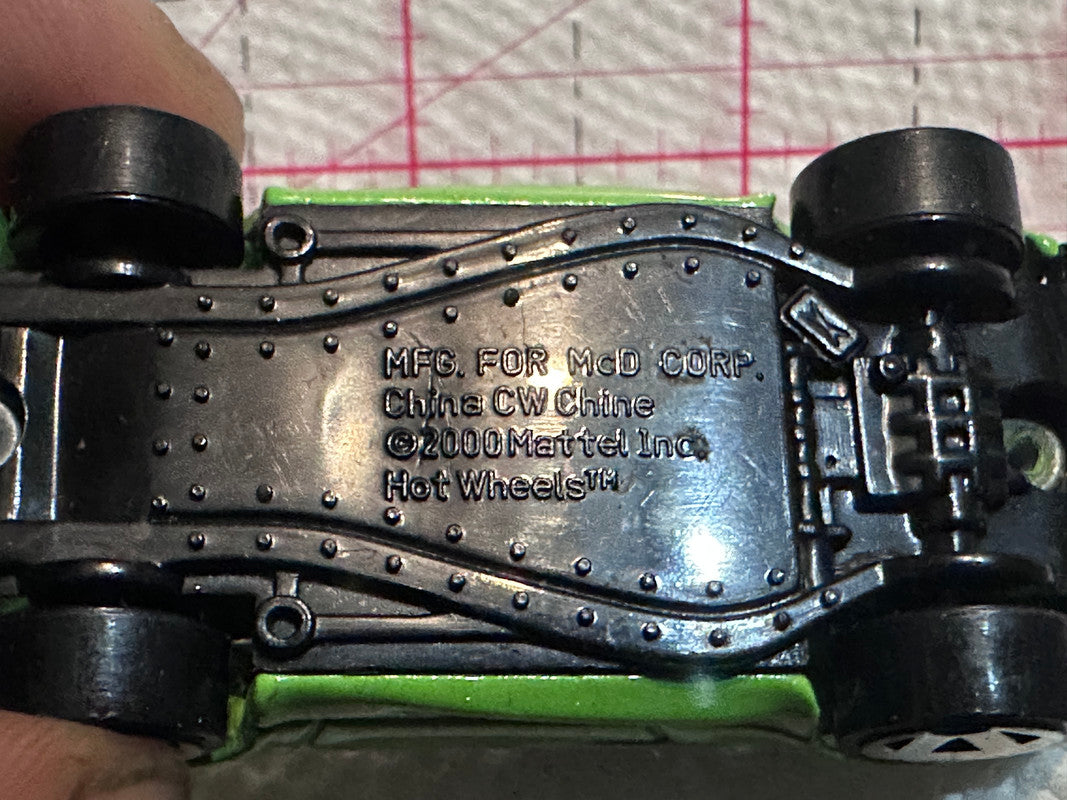 MFG. FOR McD CORP.
China CW Chine
©2000 Mattel Inc.
Hot Wheels™